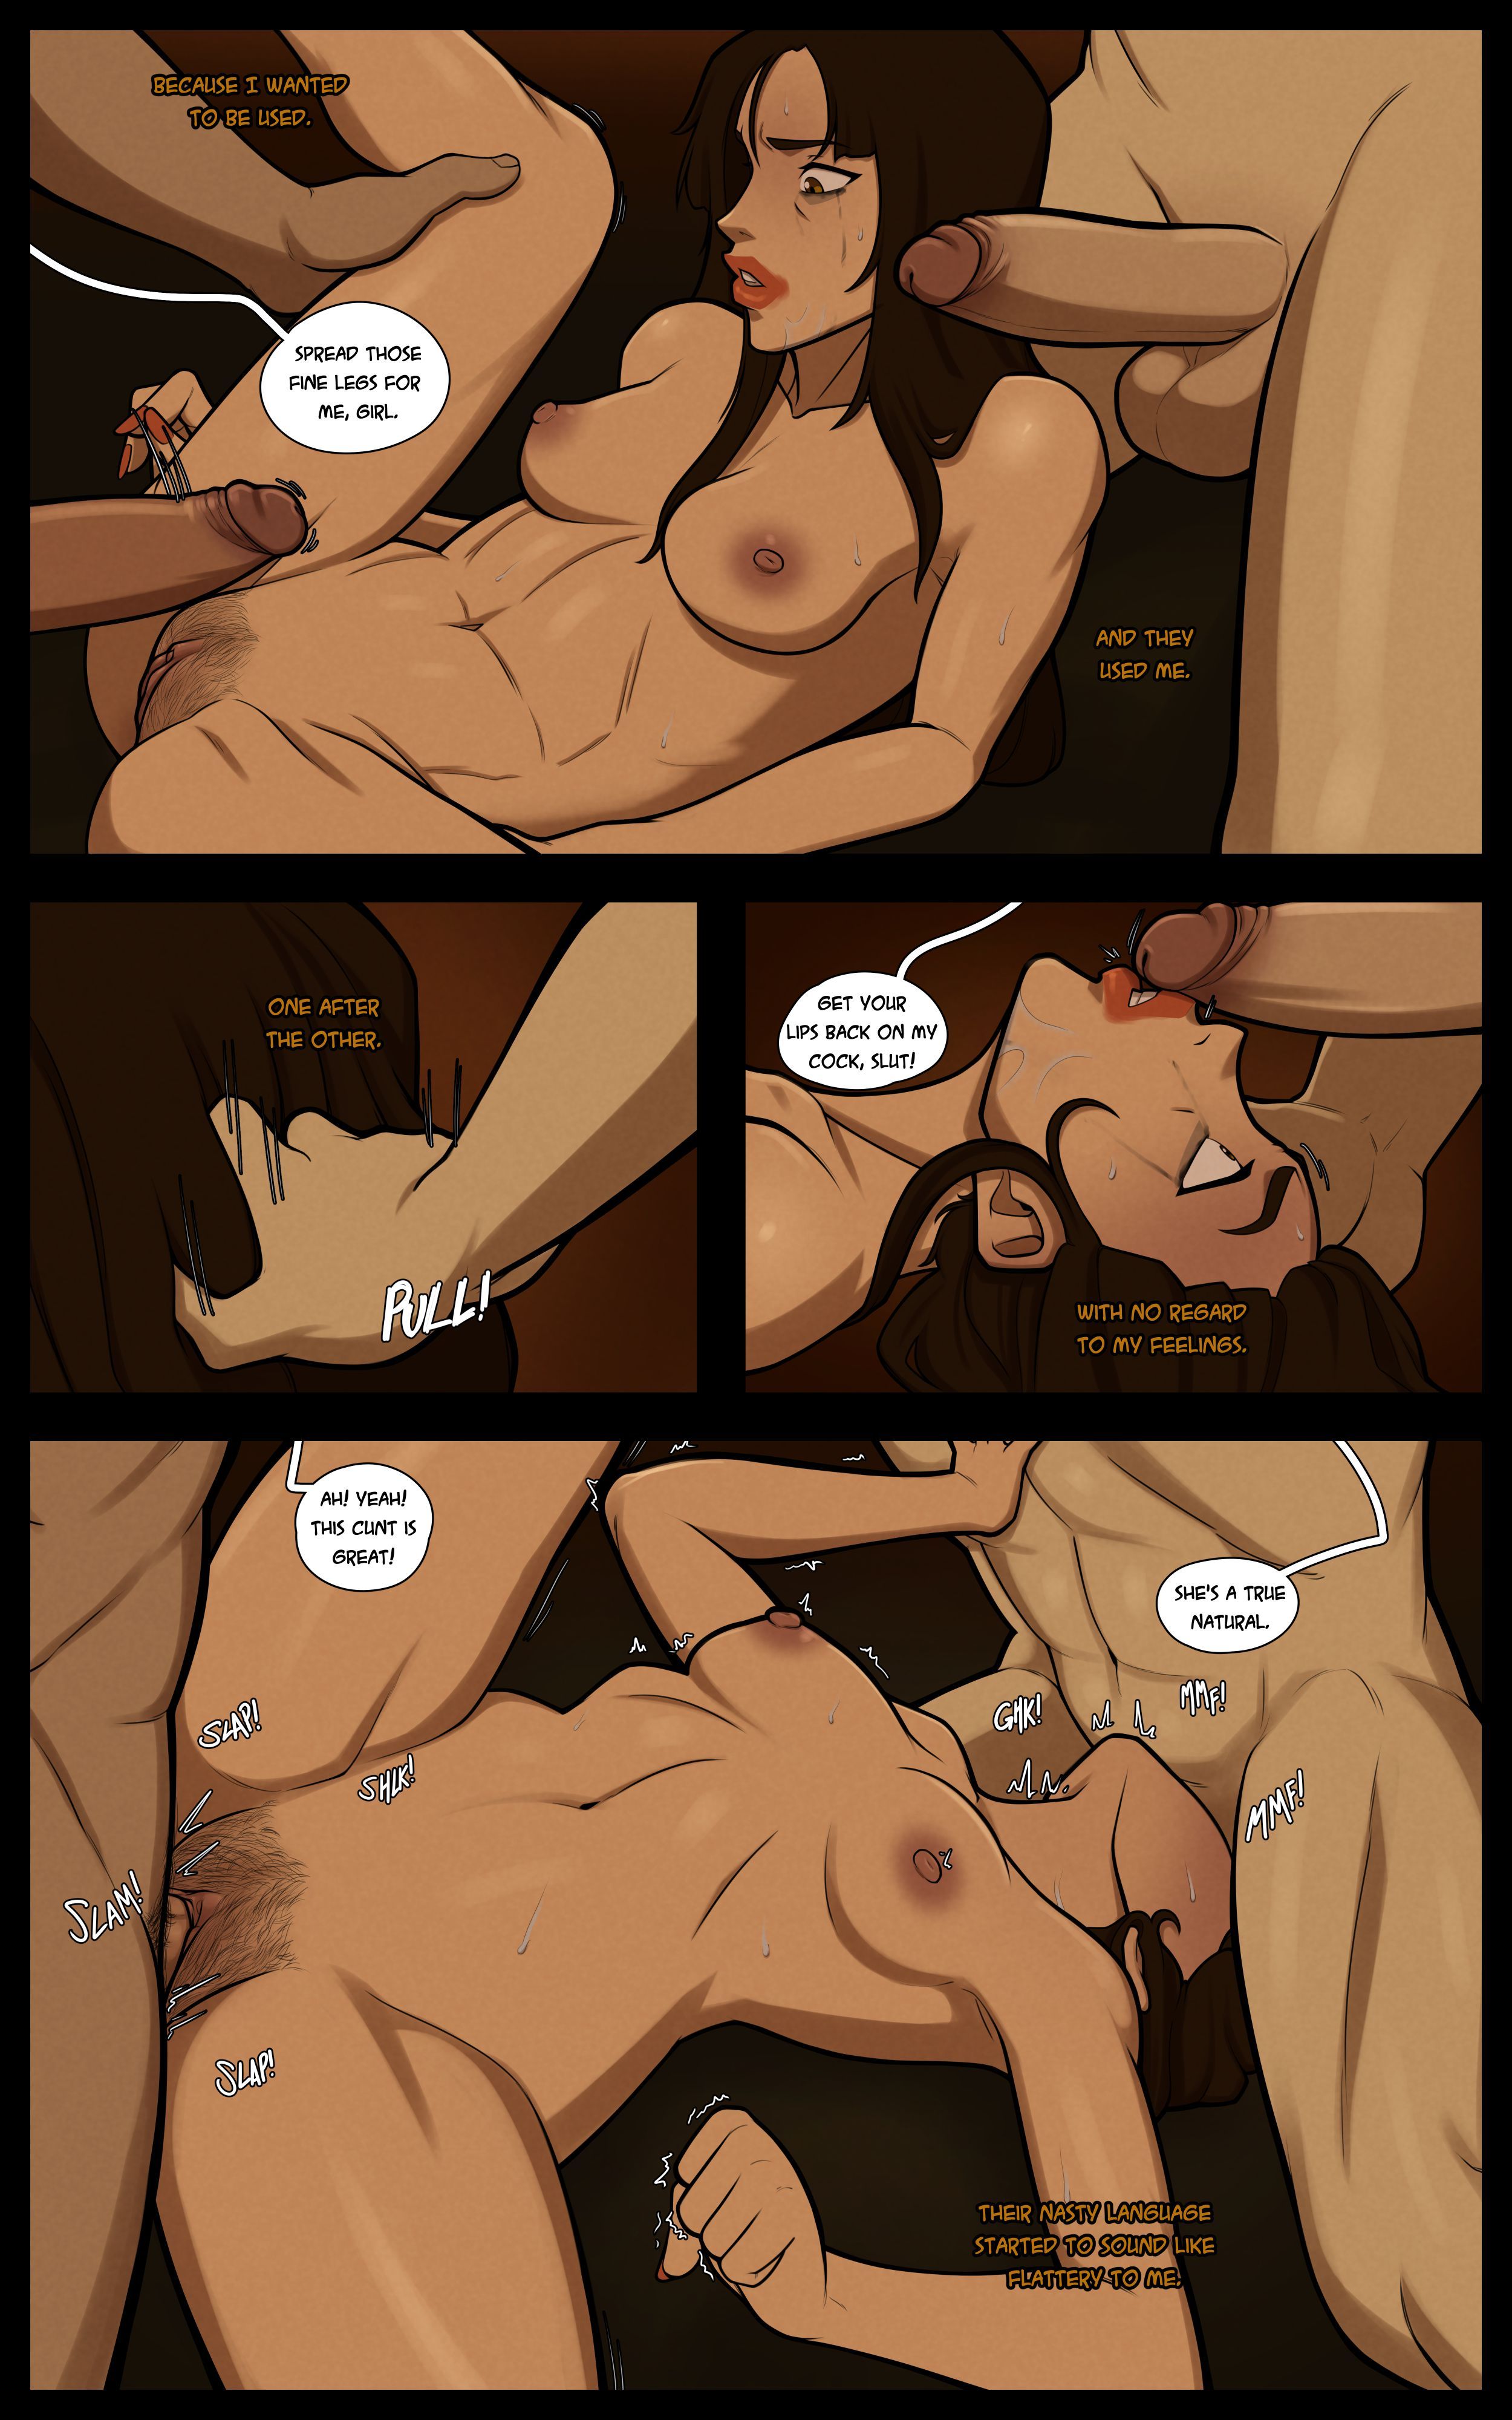 BECAUSE I WANTED
TO BE USED.
SPREAD THOSE
FINE LEGS FOR
ME, GIRL.
AND THEY
USED ME.
ONE AFTER
THE OTHER.
PULL!
GET YOUR
LIPS BACK ON MY
COCK, SLUT!
WITH NO REGARD
TO MY FEELINGS.
AH! YEAH!
THIS CUNT IS
GREAT!
SHE'S A TRUE
NATURAL.
SLAP!
SHLK!
GHK!
MMF!
MMF!
SLAM!
SLAP!
THEIR NASTY LANGUAGE
STARTED TO SOUND LIKE
FLATTERY TO ME.